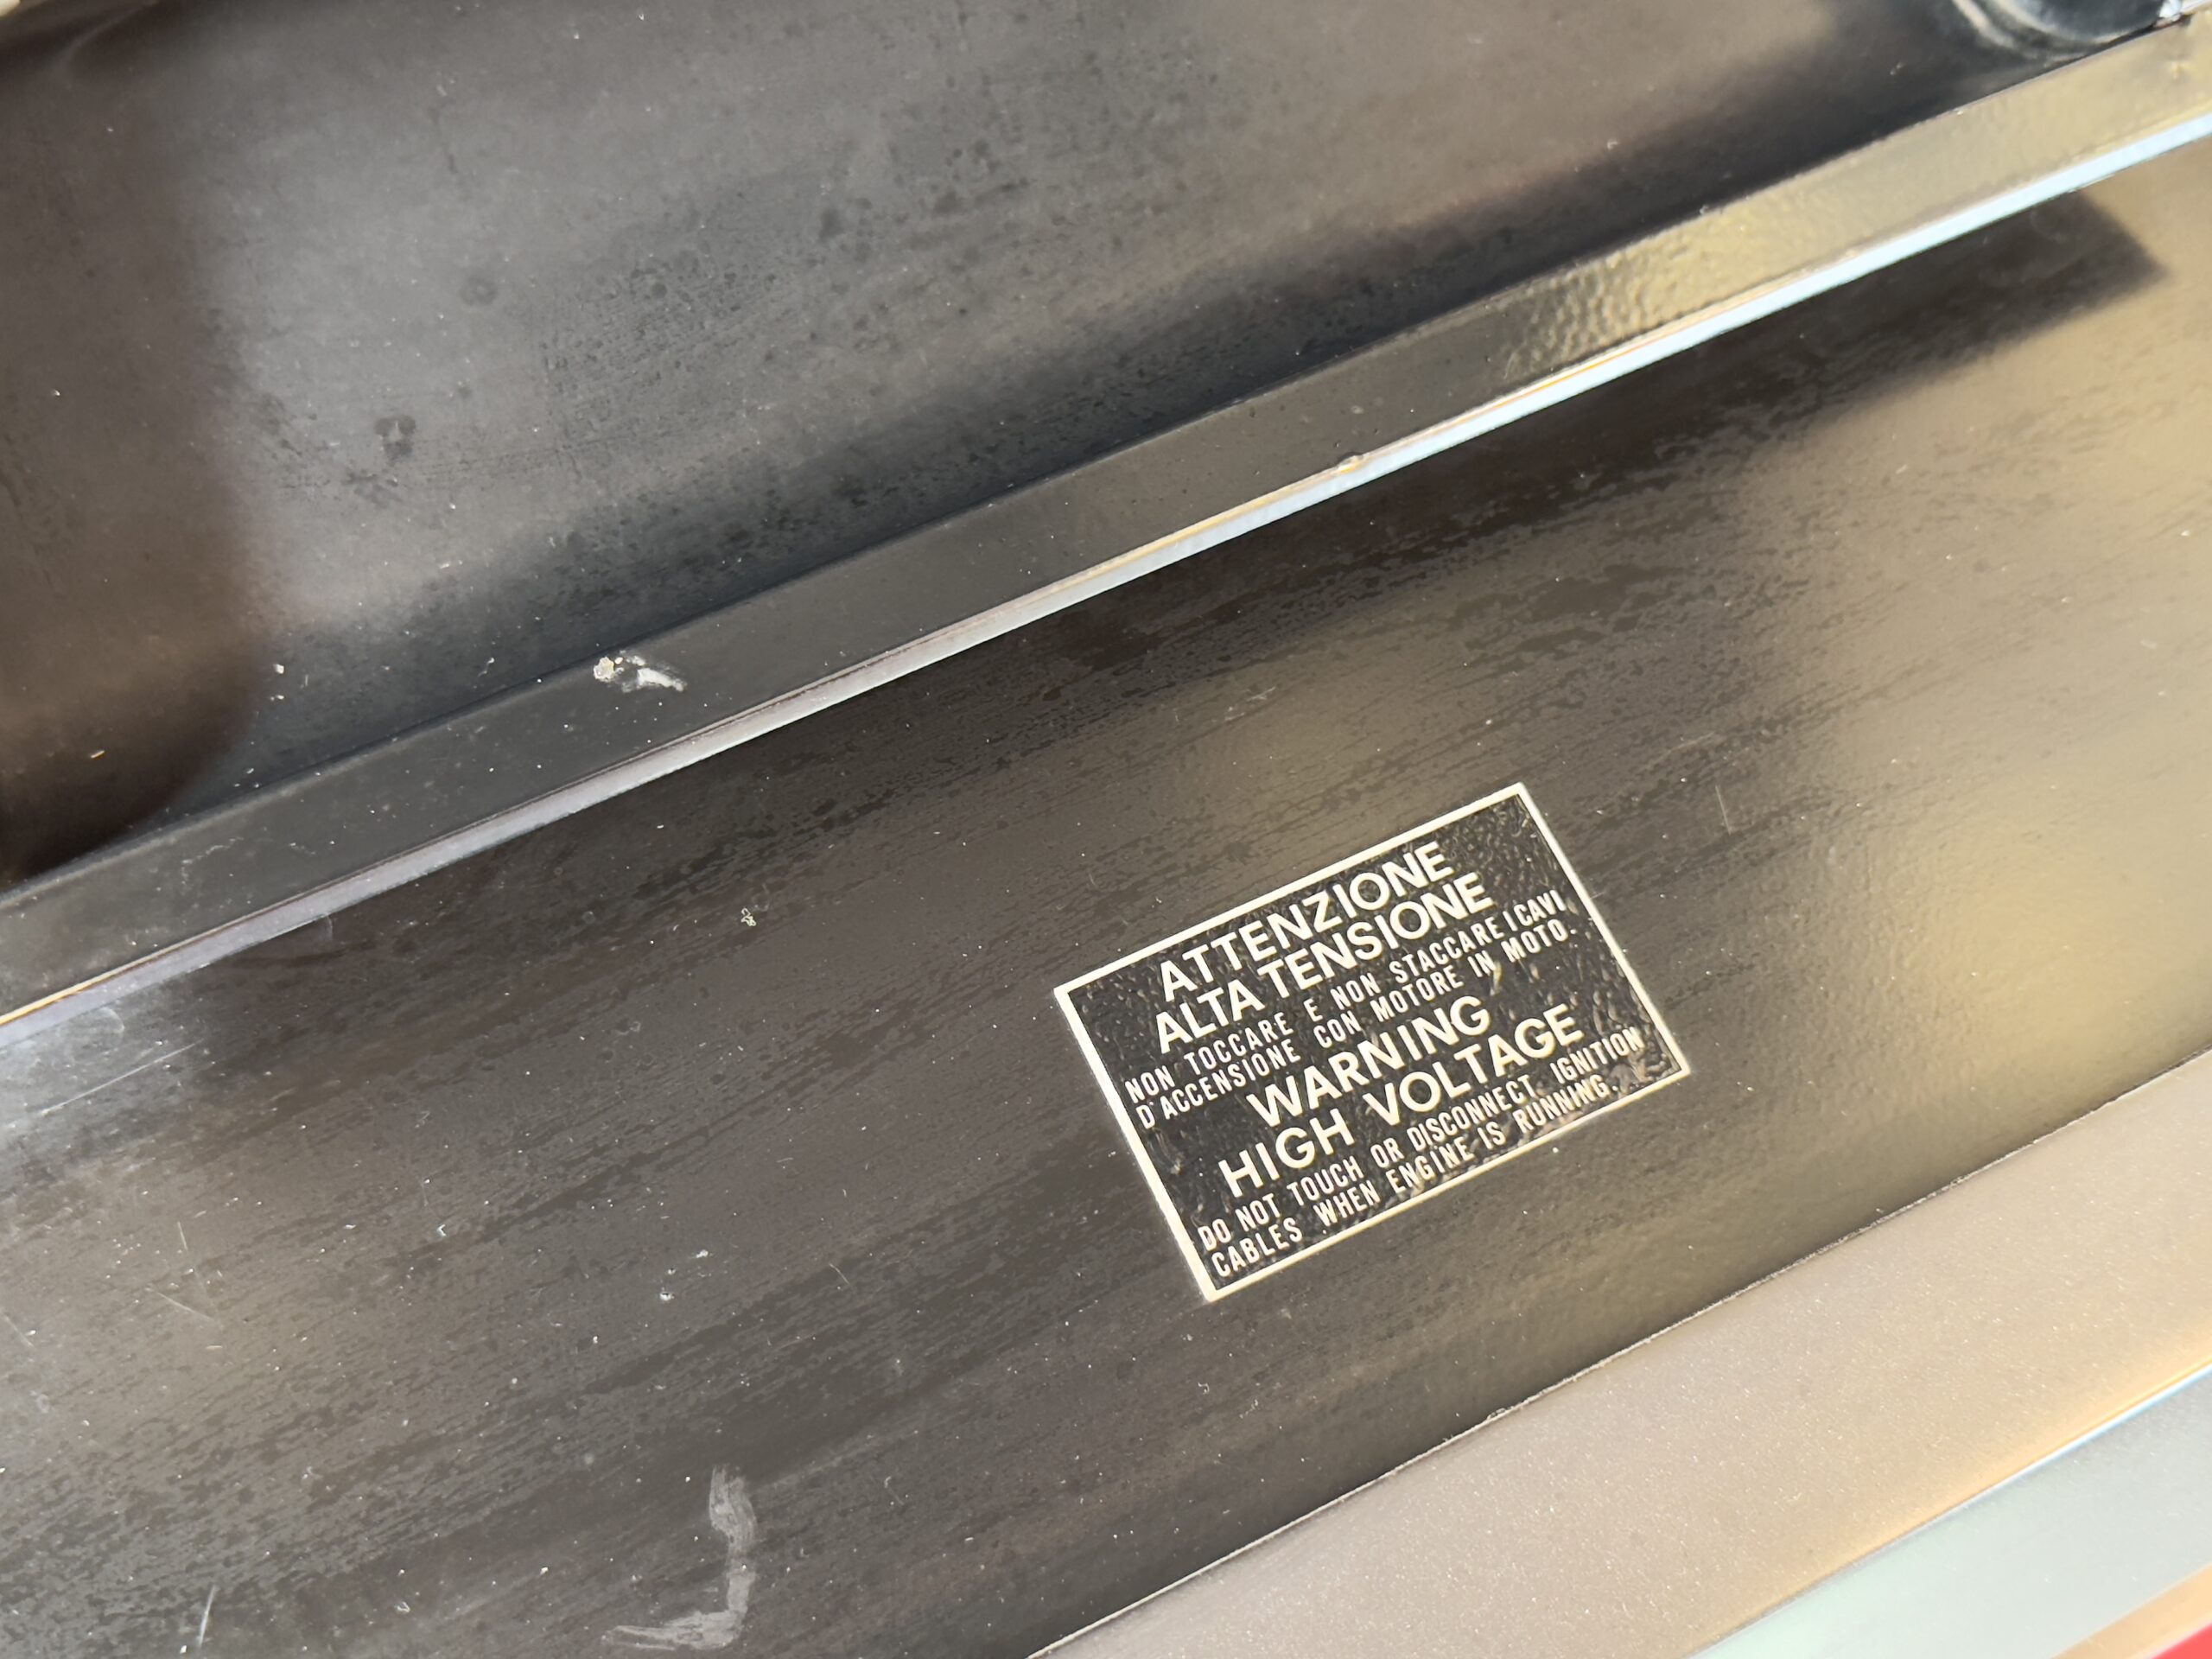 ATTENZIONE
ALTA TENSIONE
NON TOCCARE E NON STACCARE I CAVI
D'ACCENSIONE CON MOTORE IN MOTO.
WARNING
HIGH VOLTAGE
DO NOT TOUCH OR DISCONNECT IGNITION
CABLES WHEN ENGINE IS RUNNING.